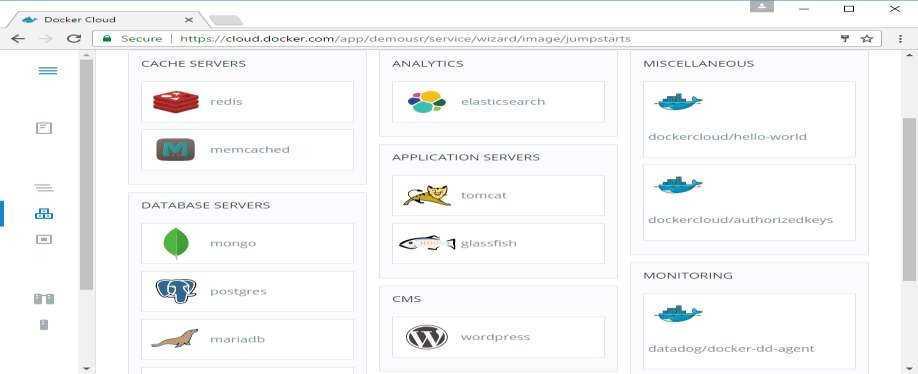 Docker Cloud
Secure | https://cloud.docker.com/app/demousr/service/wizard/image/jumpstarts
CACHE SERVERS
redis
memcached
DATABASE SERVERS
mongo
postgres
mariadb
ANALYTICS
elasticsearch
APPLICATION SERVERS
tomcat
glassfish
CMS
wordpress
MISCELLANEOUS
dockercloud/hello-world
dockercloud/authorizedkeys
MONITORING
datadog/docker-dd-agent